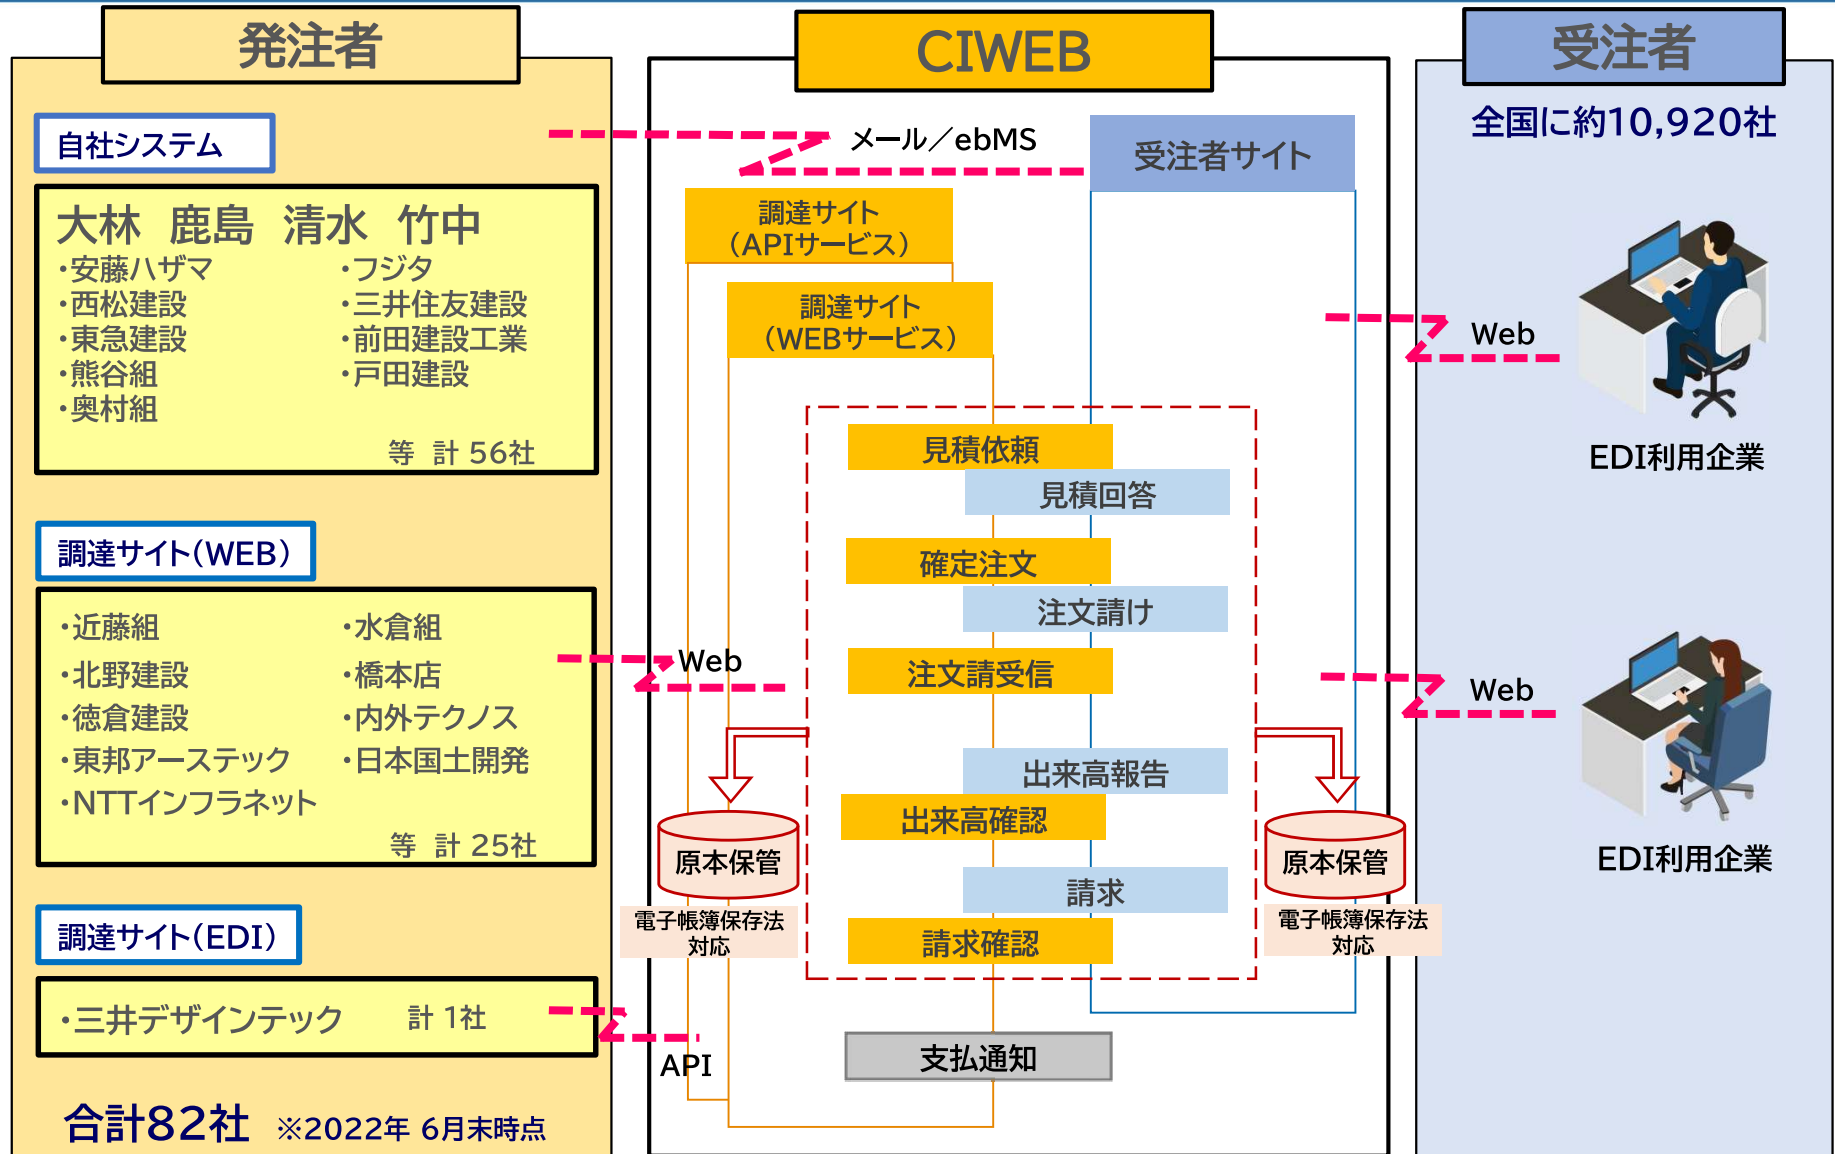 発注者
自社システム
大林 鹿島 清水 竹中
・安藤ハザマ ・フジタ
・西松建設 ・三井住友建設
・東急建設 ・前田建設工業
・熊谷組 ・戸田建設
・奥村組
等 計 56社
調達サイト(WEB)
・近藤組 ・水倉組
・北野建設 ・橋本店
・徳倉建設 ・内外テクノス
・東邦アーステック ・日本国土開発
・NTTインフラネット
等 計 25社
調達サイト(EDI)
・三井デザインテック 計 1社
合計82社 ※2022年 6月末時点
CIWEB
メール／ebMS
受注者サイト
調達サイト
(APIサービス)
調達サイト
(WEBサービス)
見積依頼
見積回答
確定注文
注文請け
Web
注文請受信
出来高報告
出来高確認
原本保管
原本保管
請求
電子帳簿保存法
対応
電子帳簿保存法
対応
請求確認
支払通知
API
受注者
全国に約10,920社
Web
EDI利用企業
Web
EDI利用企業